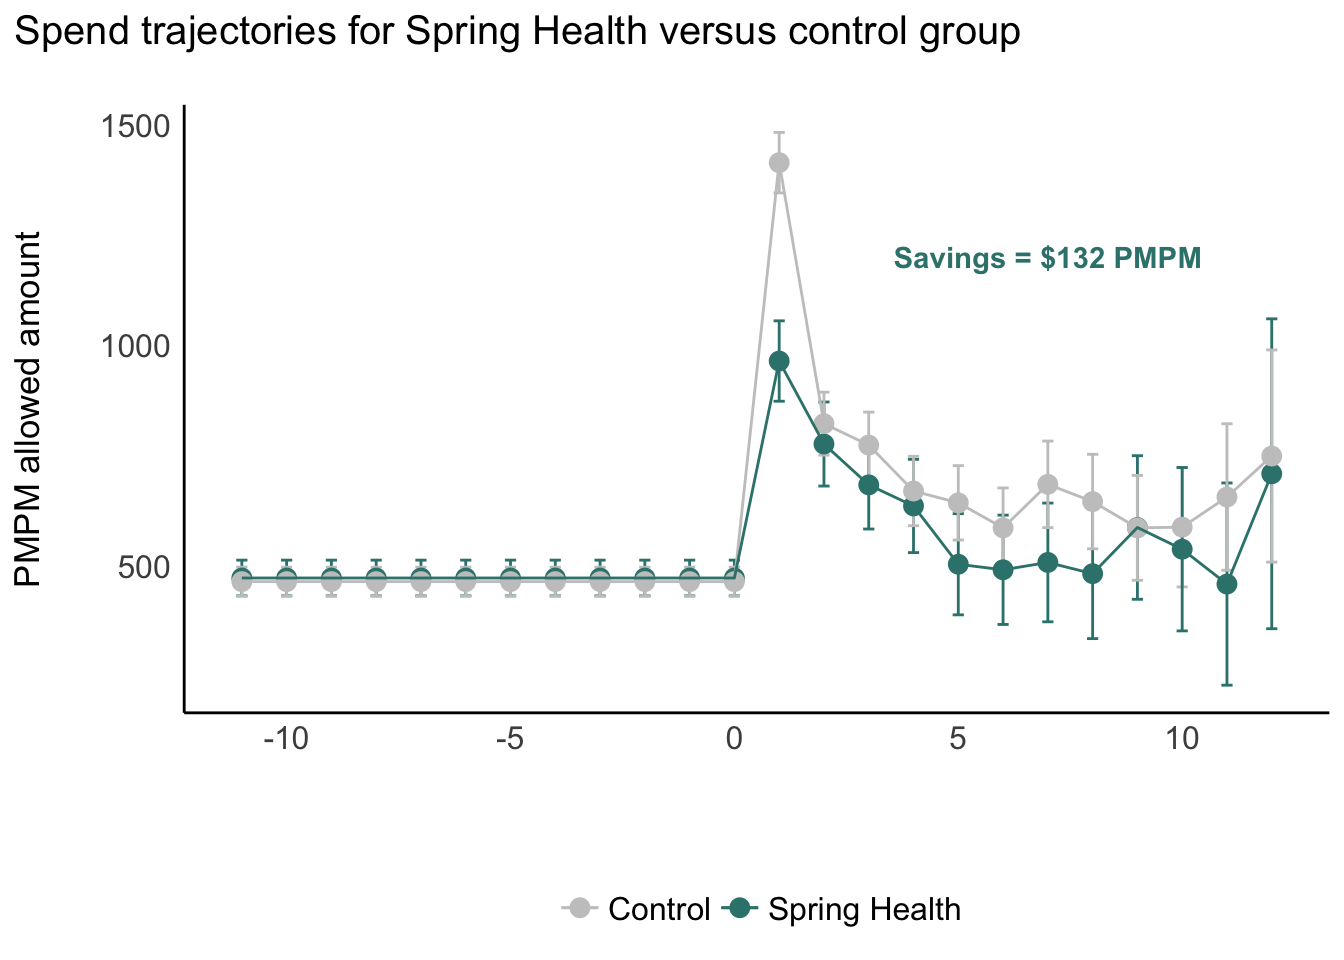 Spend trajectories for Spring Health versus control group
1500
1000
500
PMPM allowed amount
Savings = $132 PMPM
-10 -5 0 5 10
Control Spring Health